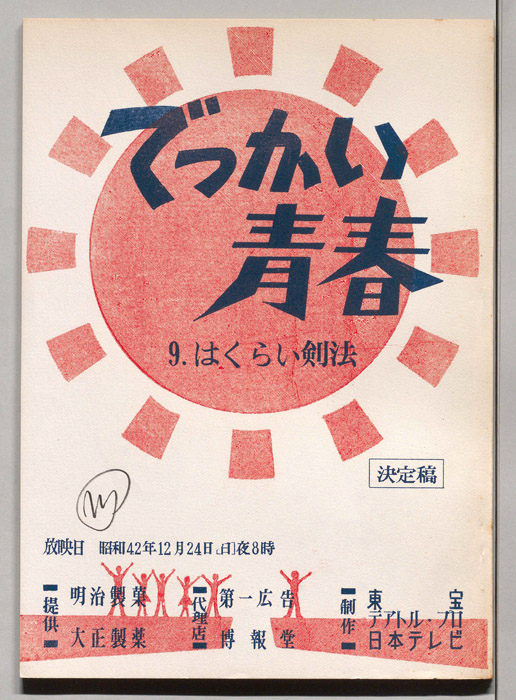 でっかい
青春
9.はくらい剣法
決定稿
放映日 昭和42年12月24日(日)夜8時
提供 明治製菓
大正製薬
代理店 第一広告
博報堂
制作 東宝
テアトル・プロ
日本テレビ